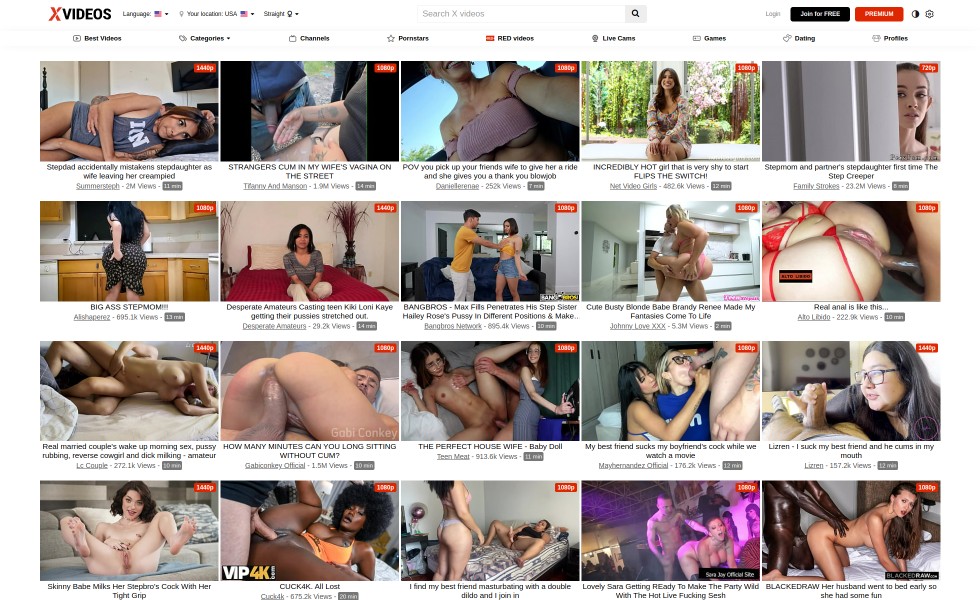 XVIDEOS
Language:
Your location: USA
Straight
Search X videos
Login
Join for FREE
PREMIUM
Best Videos
Categories
Channels
Pornstars
RED videos
Live Cams
Games
Dating
Profiles
1440p
1080p
1080p
1080p
720p
IN
Stepdad accidentally mistakens stepdaughter as
wife leaving her creampied
Summersteph - 2M Views - 11 min
STRANGERS CUM IN MY WIFE'S VAGINA ON
THE STREET
Tifanny And Manson - 1.9M Views - 14 min
POV you pick up your friends wife to give her a ride
and she gives you a thank you blowjob
Daniellerenae - 252k Views - 7 min
INCREDIBLY HOT girl that is very shy to start
FLIPS THE SWITCH!
Net Video Girls - 482.6k Views - 12 min
Stepmom and partner's stepdaughter first time The
Step Creeper
Family Strokes - 23.2M Views - 8 min
1080p
1440p
1080p
1080p
1080p
BANGBROS
ALTO LIBIDO
BIG ASS STEPMOM!!!
Alishaperez - 695.1k Views - 13 min
Desperate Amateurs Casting teen Kiki Loni Kaye
getting their pussies stretched out.
Desperate Amateurs - 29.2k Views - 14 min
BANGBROS - Max Fills Penetrates His Step Sister
Hailey Rose's Pussy In Different Positions & Make..
Bangbros Network - 895.4k Views - 10 min
Cute Busty Blonde Babe Brandy Renee Made My
Fantasies Come To Life
Johnny Love XXX - 5.3M Views - 2 min
Real anal is like this...
Alto Libido - 222.9k Views - 10 min
1440p
1080p
1080p
1080p
1440p
Gabi Conkey
Real married couple's wake up morning sex, pussy
rubbing, reverse cowgirl and dick milking - amateur
Lc Couple - 272.1k Views - 10 min
HOW MANY MINUTES CAN YOU LONG SITTING
WITHOUT CUM?
Gabiconkey Official - 1.5M Views - 10 min
THE PERFECT HOUSE WIFE - Baby Doll
Teen Meat - 913.6k Views - 11 min
My best friend sucks my boyfriend's cock while we
watch a movie
Mayhernandez Official - 176.2k Views - 12 min
Lizren - I suck my best friend and he cums in my
mouth
Lizren - 157.2k Views - 12 min
1440p
1080p
1080p
1080p
1080p
VIP4K
Sara Jay Official Site
BLACKEDRAW
Skinny Babe Milks Her Stepbro's Cock With Her
Tight Grip
CUCK4K. All Lost
Cuck4k - 675.2k Views - 20 min
I find my best friend masturbating with a double
dildo and I join in
Lovely Sara Getting REady To Make The Party Wild
With The Hot Live Fucking Sesh
BLACKEDRAW Her husband went to bed early so
she had some fun